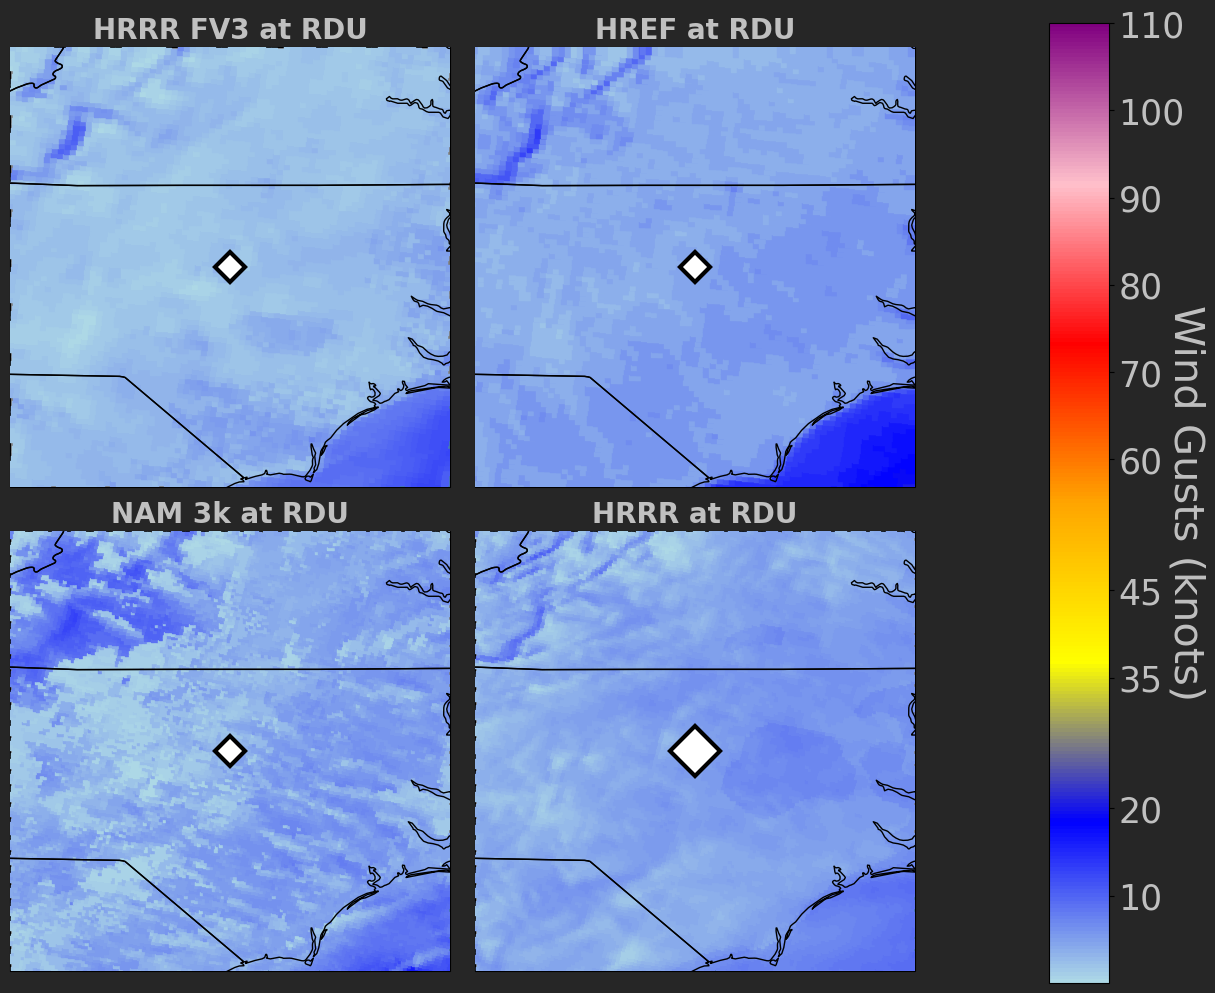 HRRR FV3 at RDU
HREF at RDU
NAM 3k at RDU
HRRR at RDU
110
100
90
80
70
60
45
35
20
10
Wind Gusts (knots)